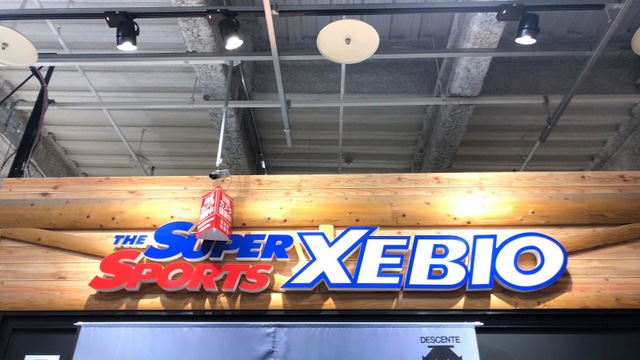 THE SUPER
SPORTS XEBIO
DESCENTE